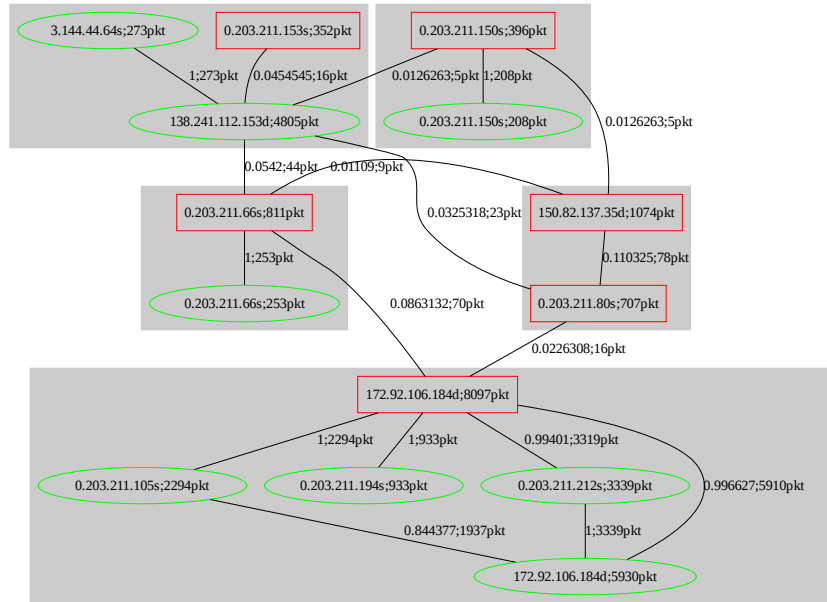 3.144.44.64s;273pkt
0.203.211.153s;352pkt
0.203.211.150s;396pkt
1;273pkt
0.0454545;16pkt
0.0126263;5pkt
1;208pkt
138.241.112.153d;4805pkt
0.203.211.150s;208pkt
0.0126263;5pkt
0.0542;44pkt
0.01109;9pkt
0.203.211.66s;811pkt
0.0325318;23pkt
150.82.137.35d;1074pkt
1;253pkt
0.110325;78pkt
0.203.211.66s;253pkt
0.0863132;70pkt
0.203.211.80s;707pkt
0.0226308;16pkt
172.92.106.184d;8097pkt
1;2294pkt
1;933pkt
0.99401;3319pkt
0.203.211.105s;2294pkt
0.203.211.194s;933pkt
0.203.211.212s;3339pkt
0.996627;5910pkt
0.844377;1937pkt
1;3339pkt
172.92.106.184d;5930pkt